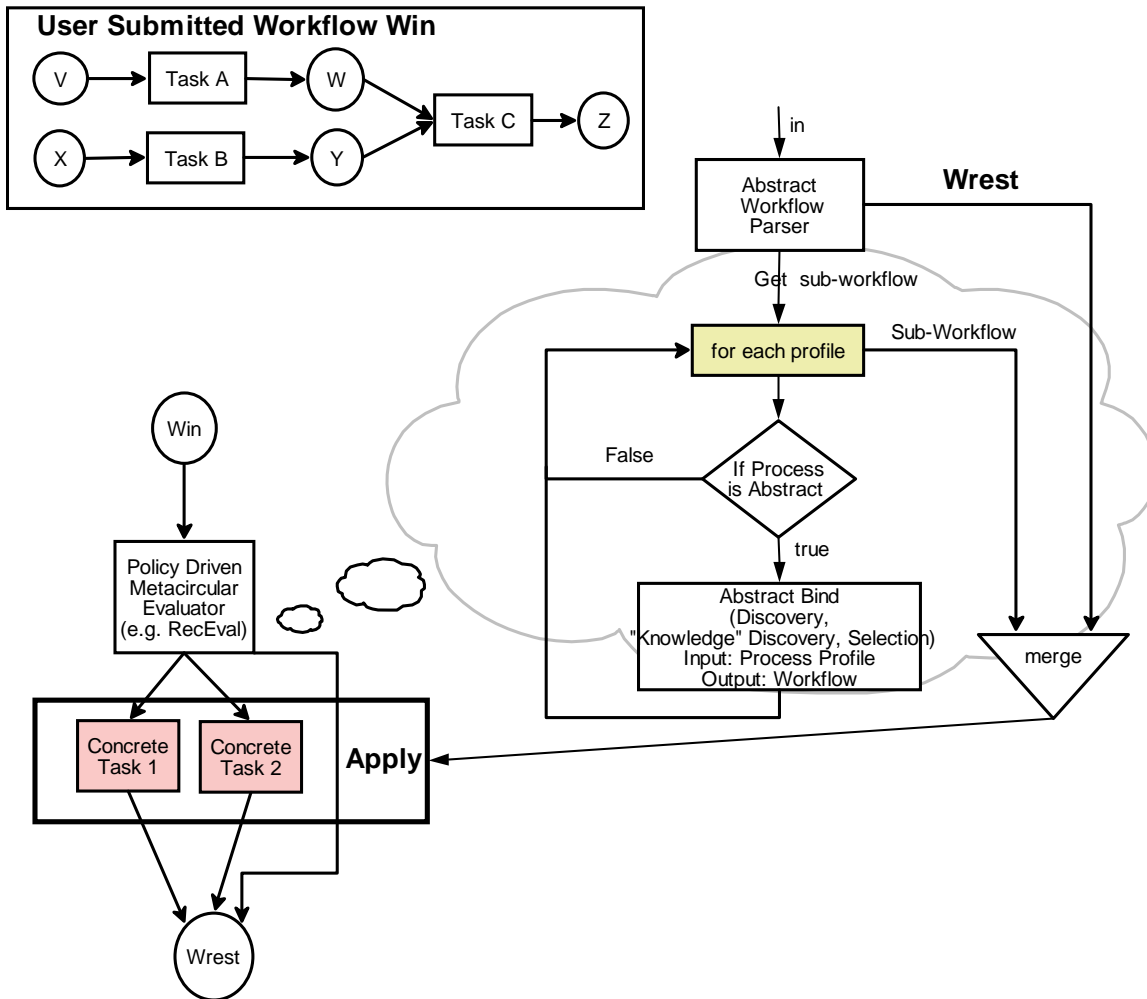 User Submitted Workflow Win
V
Task A
W
Task C
Z
X
Task B
Y
in
Abstract
Workflow
Parser
Wrest
Get sub-workflow
for each profile
Sub-Workflow
False
If Process
is Abstract
true
Abstract Bind
(Discovery,
"Knowledge" Discovery, Selection)
Input: Process Profile
Output: Workflow
merge
Win
Policy Driven
Metacircular
Evaluator
(e.g. RecEval)
Concrete
Task 1
Concrete
Task 2
Apply
Wrest